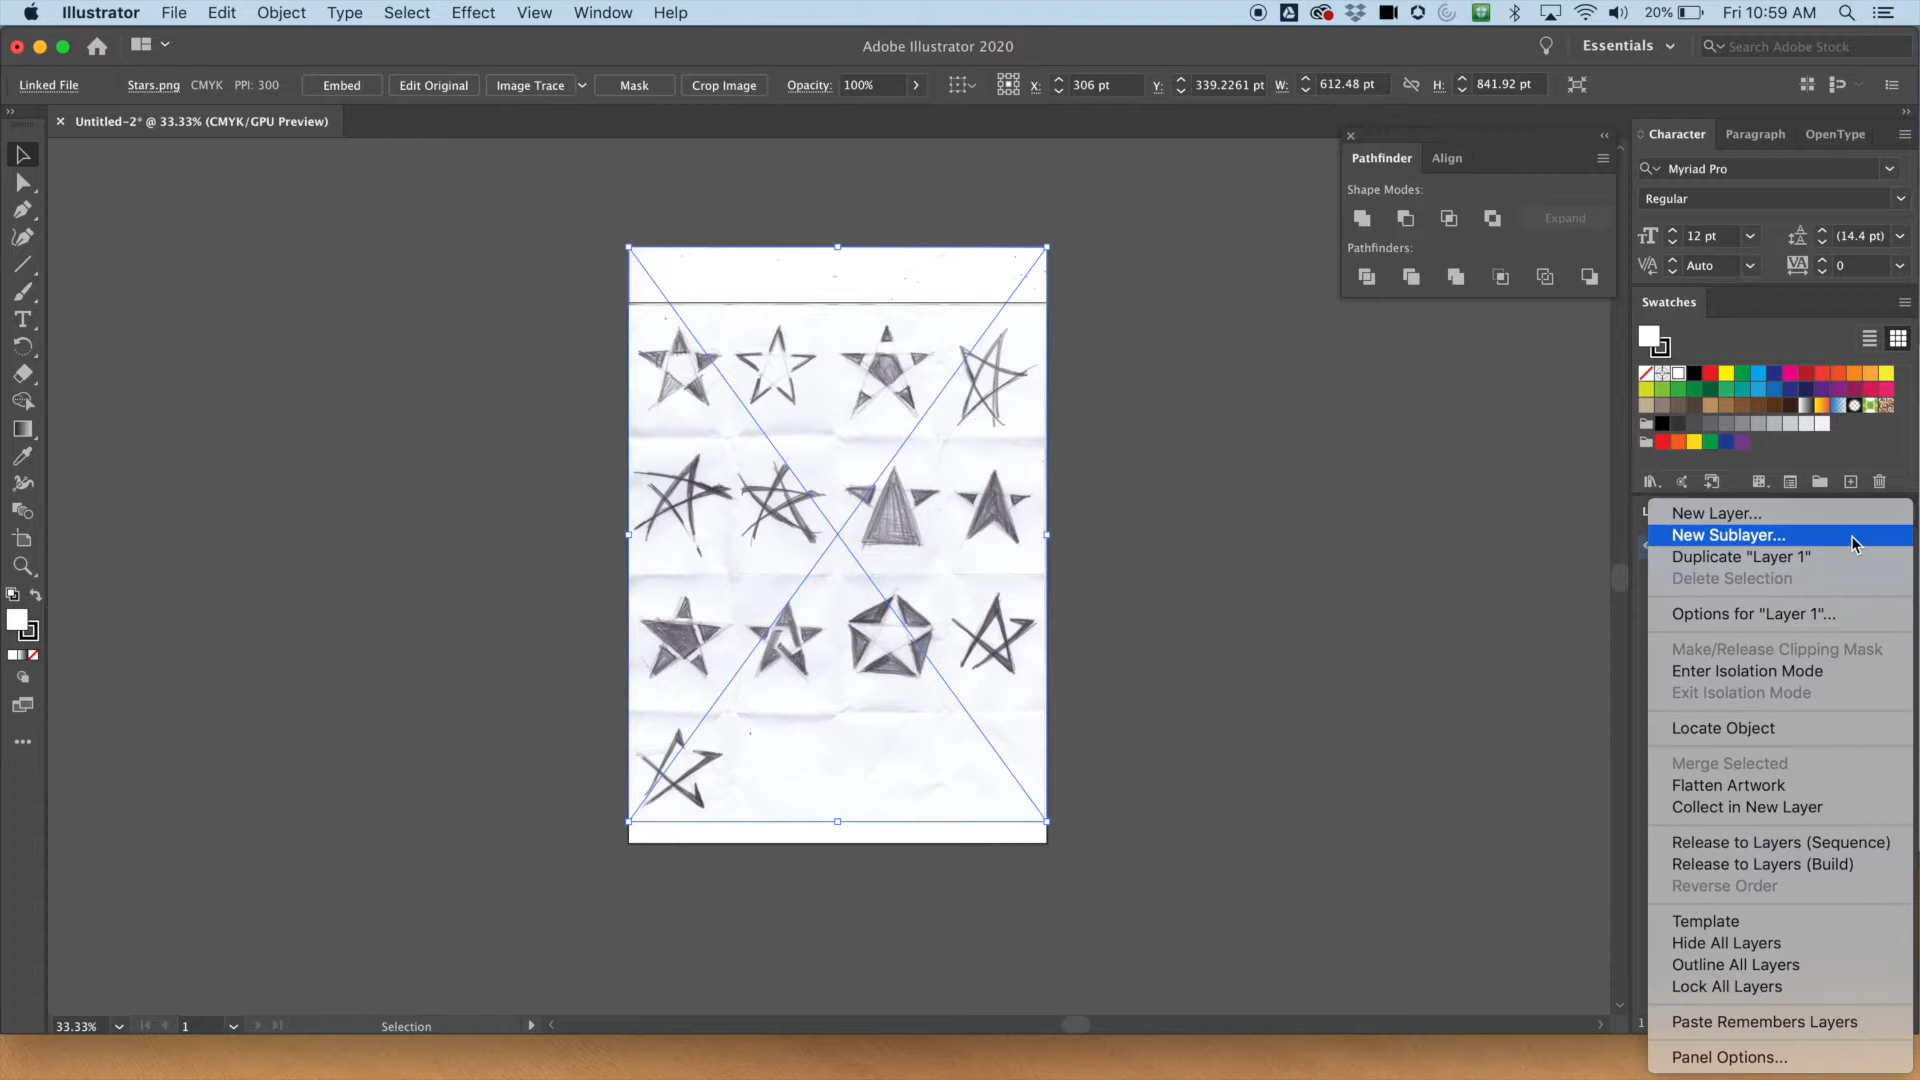 Illustrator File Edit Object Type Select Effect View Window Help
20% Fri 10:59 AM
Adobe Illustrator 2020
Essentials
Search Adobe Stock
Linked File Stars.png CMYK PPI: 300 Embed Edit Original Image Trace Mask Crop Image Opacity: 100% X: 306 pt Y: 339.2261 pt W: 612.48 pt H: 841.92 pt
Untitled-2* @ 33.33% (CMYK/GPU Preview)
Pathfinder Align
Shape Modes:
Expand
Pathfinders:
Character Paragraph OpenType
Myriad Pro
Regular
12 pt (14.4 pt)
Auto 0
Swatches
New Layer...
New Sublayer...
Duplicate "Layer 1"
Delete Selection
Options for "Layer 1"...
Make/Release Clipping Mask
Enter Isolation Mode
Exit Isolation Mode
Locate Object
Merge Selected
Flatten Artwork
Collect in New Layer
Release to Layers (Sequence)
Release to Layers (Build)
Reverse Order
Template
Hide All Layers
Outline All Layers
Lock All Layers
Paste Remembers Layers
Panel Options...
33.33% 1 Selection